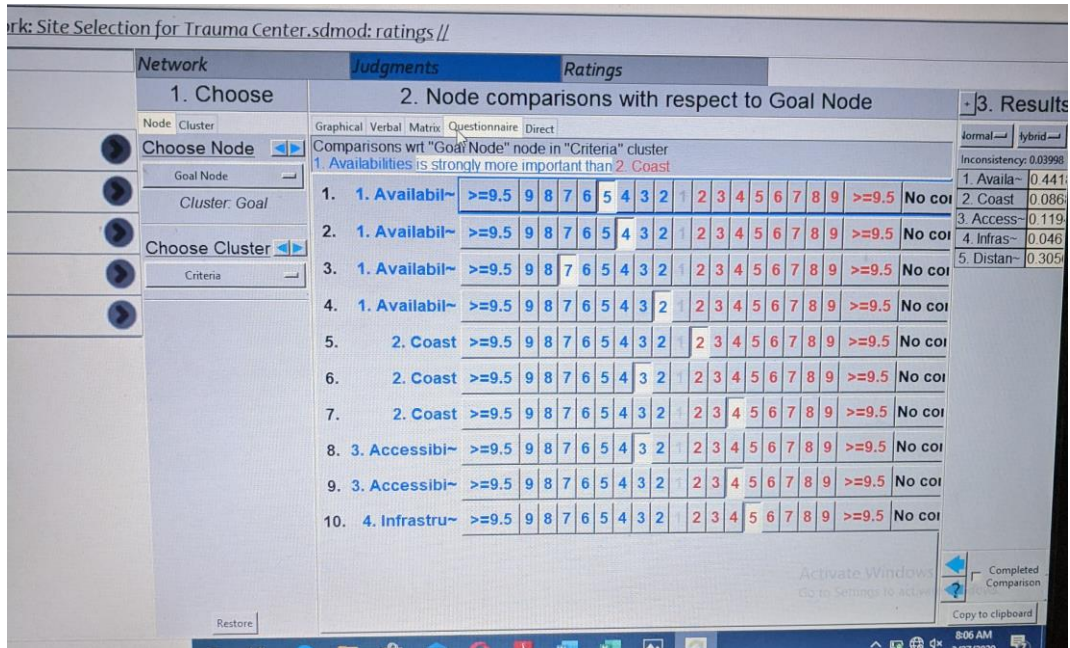 rk: Site Selection for Trauma Center.sdmod: ratings //
Network
Judgments
Ratings
1. Choose
Node Cluster
Choose Node
Goal Node
Cluster: Goal
Choose Cluster
Criteria
Restore
2. Node comparisons with respect to Goal Node
Graphical Verbal Matrix Questionnaire Direct
Comparisons wrt "Goal Node" node in "Criteria" cluster
1. Availabilities is strongly more important than 2. Coast
1. 1. Availabil~ >=9.5 9 8 7 6 5 4 3 2 1 2 3 4 5 6 7 8 9 >=9.5 No co
2. 1. Availabil~ >=9.5 9 8 7 6 5 4 3 2 1 2 3 4 5 6 7 8 9 >=9.5 No co
3. 1. Availabil~ >=9.5 9 8 7 6 5 4 3 2 1 2 3 4 5 6 7 8 9 >=9.5 No co
4. 1. Availabil~ >=9.5 9 8 7 6 5 4 3 2 1 2 3 4 5 6 7 8 9 >=9.5 No co
5. 2. Coast >=9.5 9 8 7 6 5 4 3 2 1 2 3 4 5 6 7 8 9 >=9.5 No co
6. 2. Coast >=9.5 9 8 7 6 5 4 3 2 1 2 3 4 5 6 7 8 9 >=9.5 No co
7. 2. Coast >=9.5 9 8 7 6 5 4 3 2 1 2 3 4 5 6 7 8 9 >=9.5 No co
8. 3. Accessibi~ >=9.5 9 8 7 6 5 4 3 2 1 2 3 4 5 6 7 8 9 >=9.5 No co
9. 3. Accessibi~ >=9.5 9 8 7 6 5 4 3 2 1 2 3 4 5 6 7 8 9 >=9.5 No co
10. 4. Infrastru~ >=9.5 9 8 7 6 5 4 3 2 1 2 3 4 5 6 7 8 9 >=9.5 No co
3. Results
Normal Hybrid
Inconsistency: 0.03998
1. Availa~ 0.441
2. Coast 0.086
3. Access~ 0.119
4. Infras~ 0.046
5. Distan~ 0.305
Activate Windows
Go to Settings to activ
Completed
Comparison
?
Copy to clipboard
8:06 AM